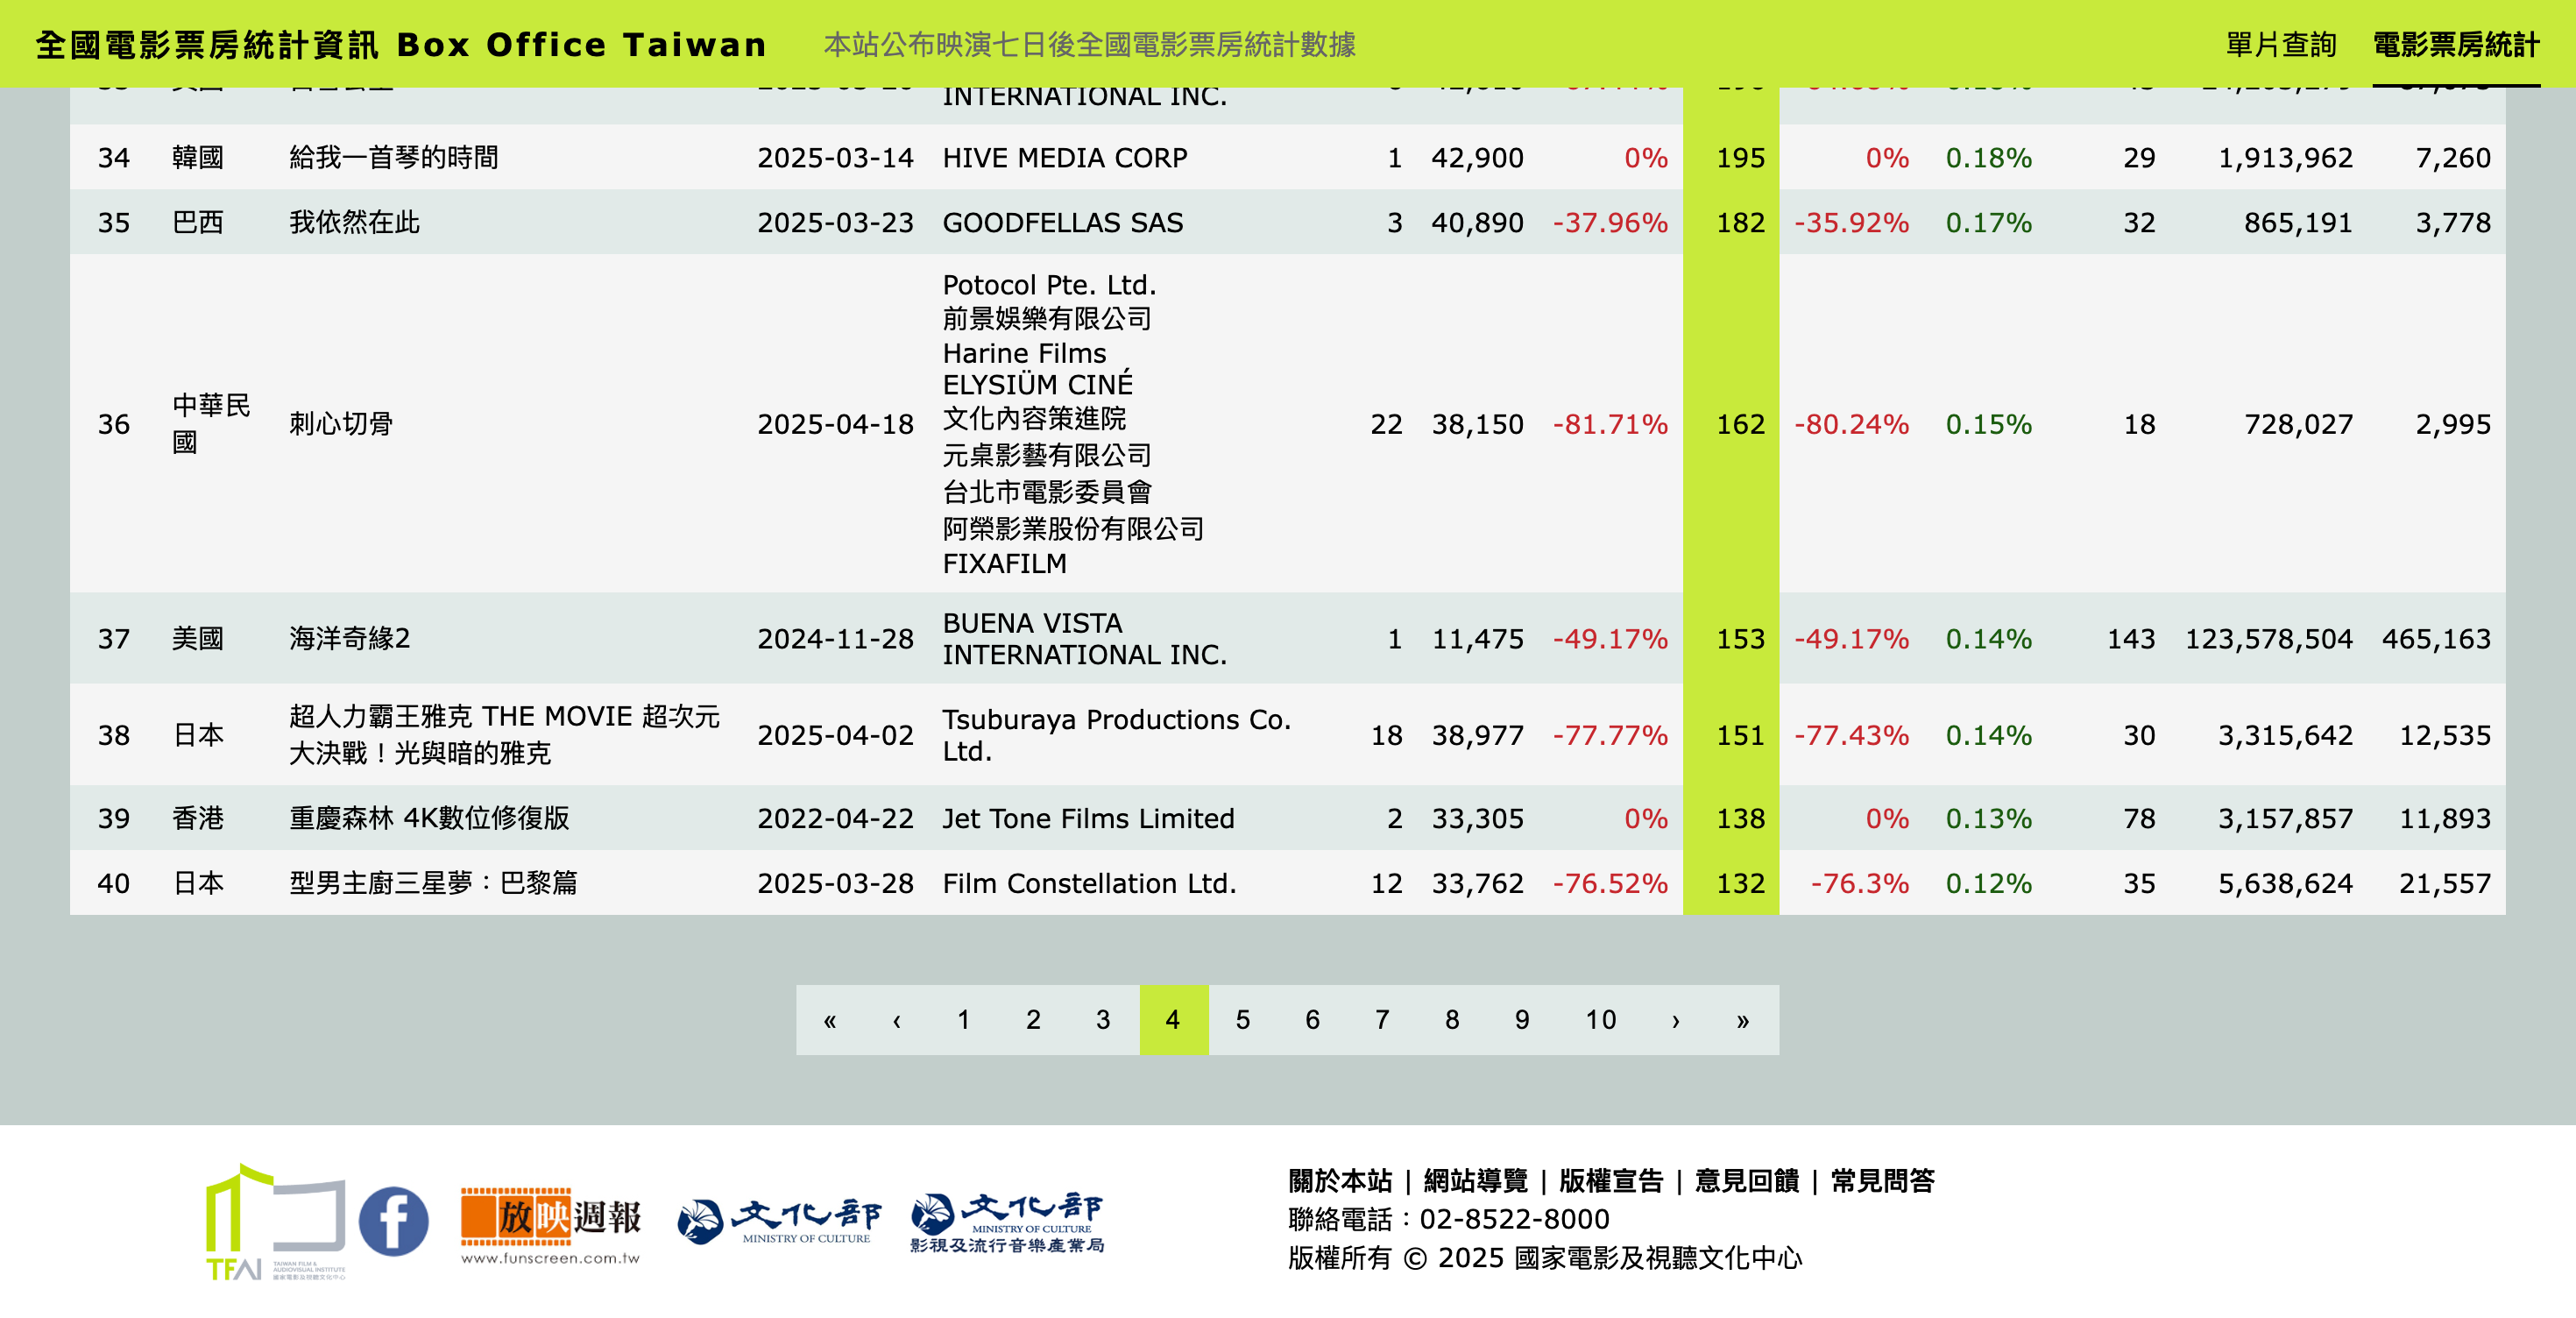 全國電影票房統計資訊 Box Office Taiwan 本站公布映演七日後全國電影票房統計數據 單片查詢 電影票房統計
INTERNATIONAL INC.
34 韓國 給我一首琴的時間 2025-03-14 HIVE MEDIA CORP 1 42,900 0% 195 0% 0.18% 29 1,913,962 7,260
35 巴西 我依然在此 2025-03-23 GOODFELLAS SAS 3 40,890 -37.96% 182 -35.92% 0.17% 32 865,191 3,778
Potocol Pte. Ltd.
前景娛樂有限公司
Harine Films
ELYSIÜM CINÉ
文化內容策進院
元桌影藝有限公司
台北市電影委員會
阿榮影業股份有限公司
FIXAFILM
36 中華民國 刺心切骨 2025-04-18 22 38,150 -81.71% 162 -80.24% 0.15% 18 728,027 2,995
37 美國 海洋奇緣2 2024-11-28 BUENA VISTA
INTERNATIONAL INC. 1 11,475 -49.17% 153 -49.17% 0.14% 143 123,578,504 465,163
38 日本 超人力霸王雅克 THE MOVIE 超次元
大決戰！光與暗的雅克 2025-04-02 Tsuburaya Productions Co.
Ltd. 18 38,977 -77.77% 151 -77.43% 0.14% 30 3,315,642 12,535
39 香港 重慶森林 4K數位修復版 2022-04-22 Jet Tone Films Limited 2 33,305 0% 138 0% 0.13% 78 3,157,857 11,893
40 日本 型男主廚三星夢：巴黎篇 2025-03-28 Film Constellation Ltd. 12 33,762 -76.52% 132 -76.3% 0.12% 35 5,638,624 21,557
« ‹ 1 2 3 4 5 6 7 8 9 10 › »
TFAI TAIWAN FILM &
AUDIOVISUAL INSTITUTE
國家電影及視聽文化中心
放映週報
www.funscreen.com.tw
文化部
MINISTRY OF CULTURE
文化部
MINISTRY OF CULTURE
影視及流行音樂產業局
關於本站 | 網站導覽 | 版權宣告 | 意見回饋 | 常見問答
聯絡電話：02-8522-8000
版權所有 © 2025 國家電影及視聽文化中心